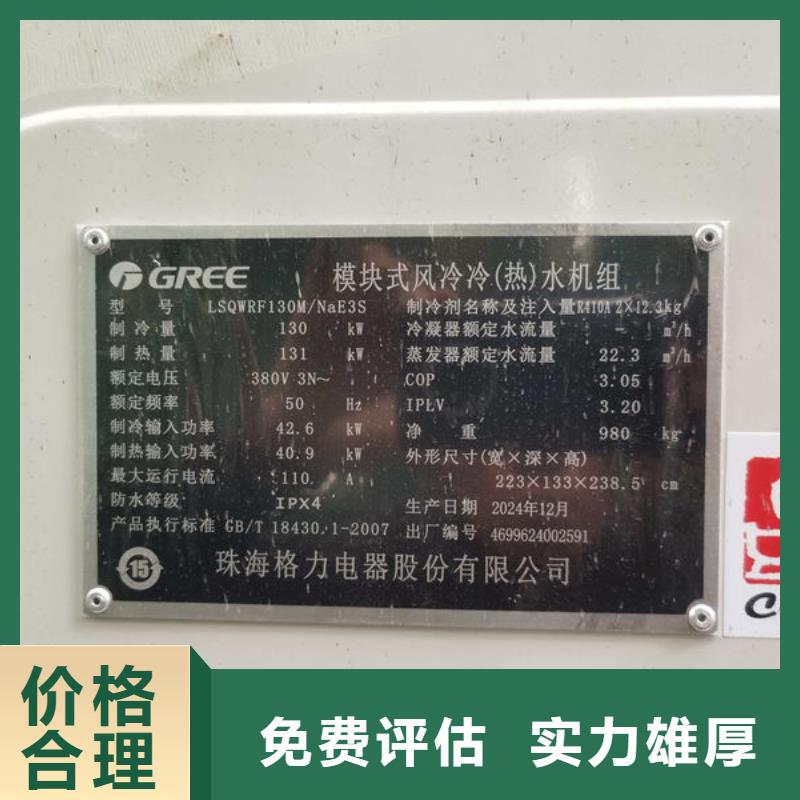 GREE 模块式风冷冷(热)水机组
型 号 LSQWRF130M/NaE3S 制冷剂名称及注入量R410A 2×12.3kg
制冷量 130 kW 冷凝器额定水流量 - m³/h
制热量 131 kW 蒸发器额定水流量 22.3 m³/h
额定电压 380V 3N~ COP 3.05
额定频率 50 Hz IPLV 3.20
制冷输入功率 42.6 kW 净 重 980 kg
制热输入功率 40.9 kW 外形尺寸(宽×深×高)
最大运行电流 110 A 223×133×238.5 cm
防水等级 IPX4 生产日期 2024年12月
产品执行标准 GB/T 18430.1-2007 出厂编号 4699624002591
15 珠海格力电器股份有限公司
价格
合理
免费评估 实力雄厚